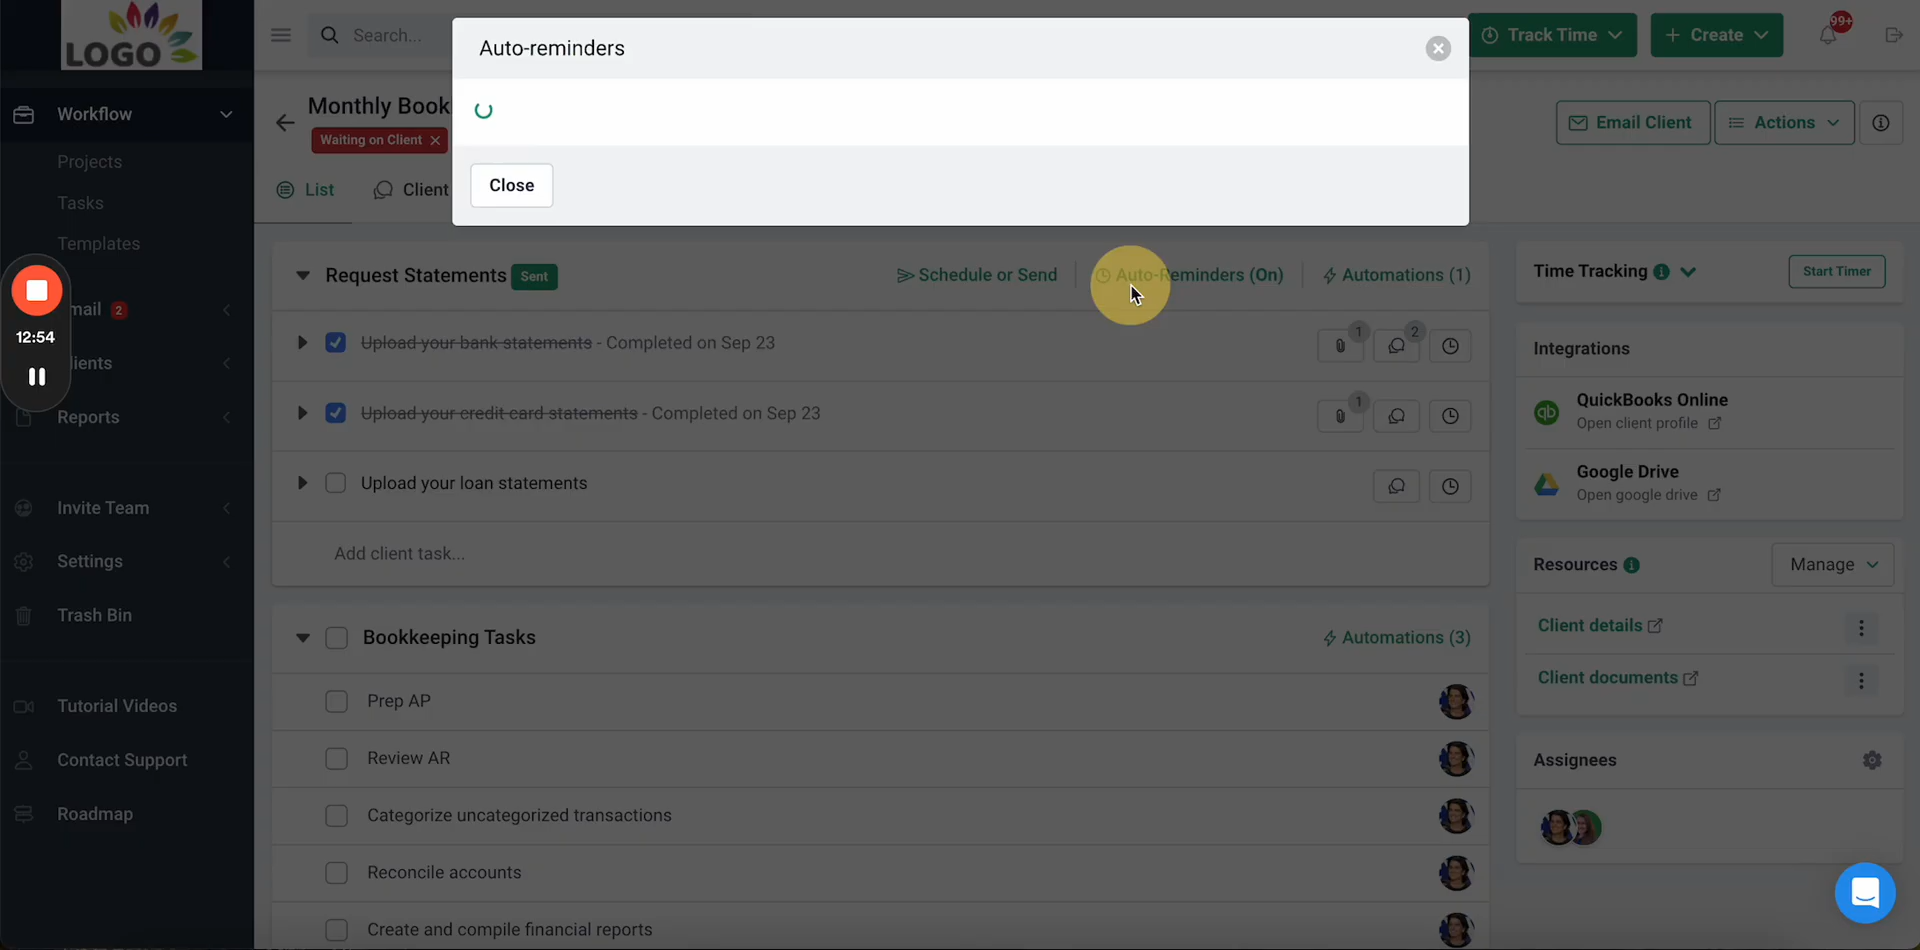 LOGO
Search...
Auto-reminders
Track Time
Create
99+
Workflow
Monthly Book
Waiting on Client
Close
Email Client
Actions
Projects
List
Client
Tasks
Templates
Request Statements
Sent
Schedule or Send
Auto-Reminders (On)
Automations (1)
Time Tracking
Start Timer
mail 2
12:54
Upload your bank statements - Completed on Sep 23
1
2
Integrations
lients
QuickBooks Online
Open client profile
Reports
Upload your credit card statements - Completed on Sep 23
1
qb
Google Drive
Open google drive
Upload your loan statements
Invite Team
Add client task...
Settings
Resources
Manage
Trash Bin
Client details
Bookkeeping Tasks
Automations (3)
Client documents
Prep AP
Tutorial Videos
Review AR
Contact Support
Assignees
Categorize uncategorized transactions
Roadmap
Reconcile accounts
Create and compile financial reports